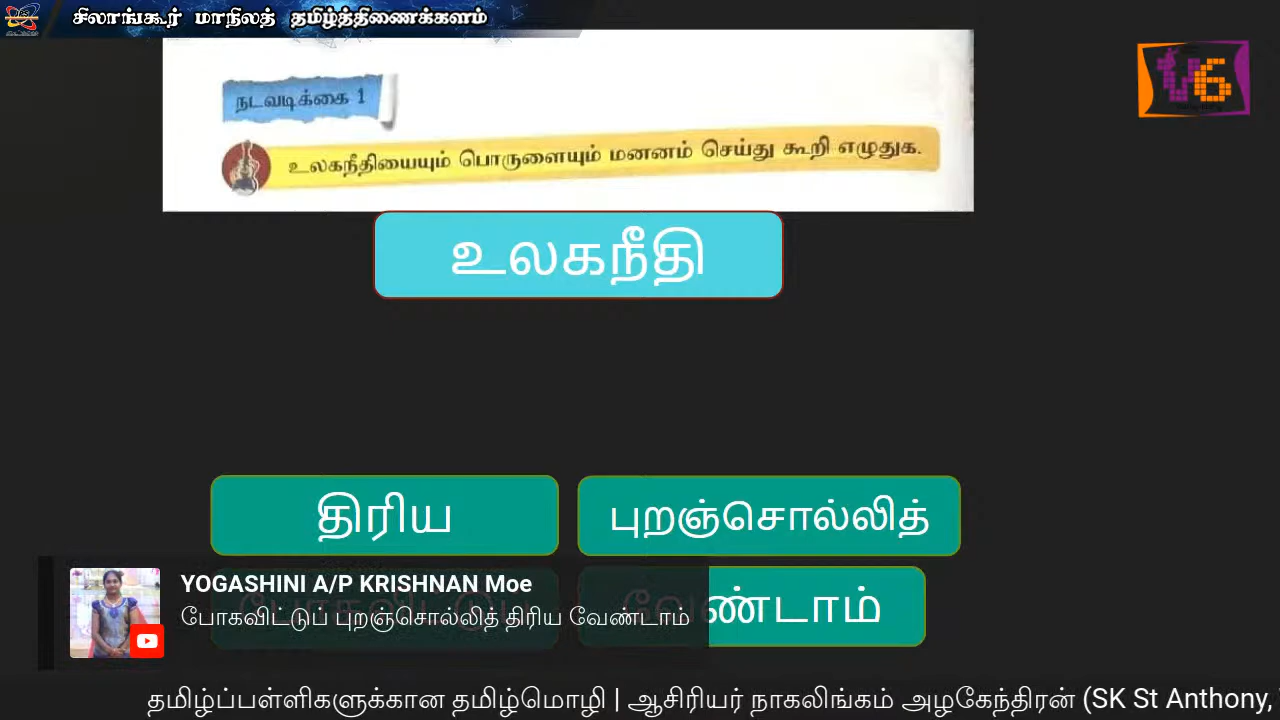 சிலாங்கூர் மாநிலத் தமிழ்த்திணைக்களம்
நடவடிக்கை 1
உலகநீதியையும் பொருளையும் மனனம் செய்து கூறி எழுதுக.
உலகநீதி
திரிய
புறஞ்சொல்லித்
வேண்டாம்
YOGASHINI A/P KRISHNAN Moe
போகவிட்டுப் புறஞ்சொல்லித் திரிய வேண்டாம்
தமிழ்ப்பள்ளிகளுக்கான தமிழ்மொழி | ஆசிரியர் நாகலிங்கம் அழகேந்திரன் (SK St Anthony,